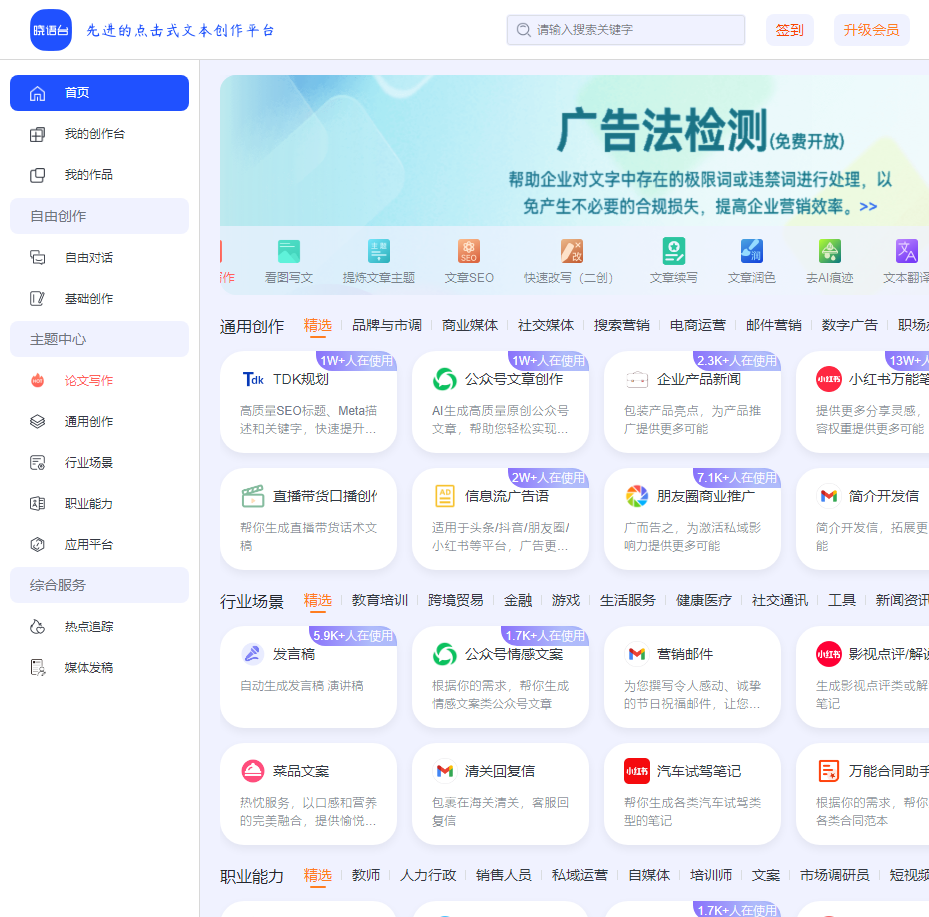 晓语台
先进的点击式文本创作平台
请输入搜索关键字
签到
升级会员
首页
我的创作台
我的作品
自由创作
自由对话
基础创作
主题中心
论文写作
通用创作
行业场景
职业能力
应用平台
综合服务
热点追踪
媒体发稿
广告法检测(免费开放)
帮助企业对文字中存在的极限词或违禁词进行处理，以
免产生不必要的合规损失，提高企业营销效率。>>
作
看图写文
提炼文章主题
文章SEO
快速改写（二创）
文章续写
文章润色
去AI痕迹
文本翻译
通用创作 精选 品牌与市调 商业媒体 社交媒体 搜索营销 电商运营 邮件营销 数字广告 职场
1W+人在使用
TDK规划
高质量SEO标题、Meta描
述和关键字，快速提升...
1W+人在使用
公众号文章创作
AI生成高质量原创公众号
文章，帮助您轻松实现...
2.3K+人在使用
企业产品新闻
包装产品亮点，为产品推
广提供更多可能
13W+人
小红书万能笔
提供更多分享灵感，
容权重提供更多可能
直播带货口播创作
帮你生成直播带货话术文
稿
2W+人在使用
信息流广告语
适用于头条/抖音/朋友圈/
小红书等平台，广告更...
7.1K+人在使用
朋友圈商业推广
广而告之，为激活私域影
响力提供更多可能
简介开发信
简介开发信，拓展更
能
行业场景 精选 教育培训 跨境贸易 金融 游戏 生活服务 健康医疗 社交通讯 工具 新闻资讯
5.9K+人在使用
发言稿
自动生成发言稿 演讲稿
1.7K+人在使用
公众号情感文案
根据你的需求，帮你生成
情感文案类公众号文章
营销邮件
为您撰写令人感动、诚挚
的节日祝福邮件，让您...
小红书
影视点评/解说
生成影视点评类或解
笔记
菜品文案
热忱服务，以口感和营养
的完美融合，提供愉悦...
清关回复信
包裹在海关清关，客服回
复信
小红书
汽车试驾笔记
帮你生成各类汽车试驾类
型的笔记
万能合同助手
根据你的需求，帮你
各类合同范本
职业能力 精选 教师 人力行政 销售人员 私域运营 自媒体 培训师 文案 市场调研员 短视频
1.7K+人在使用